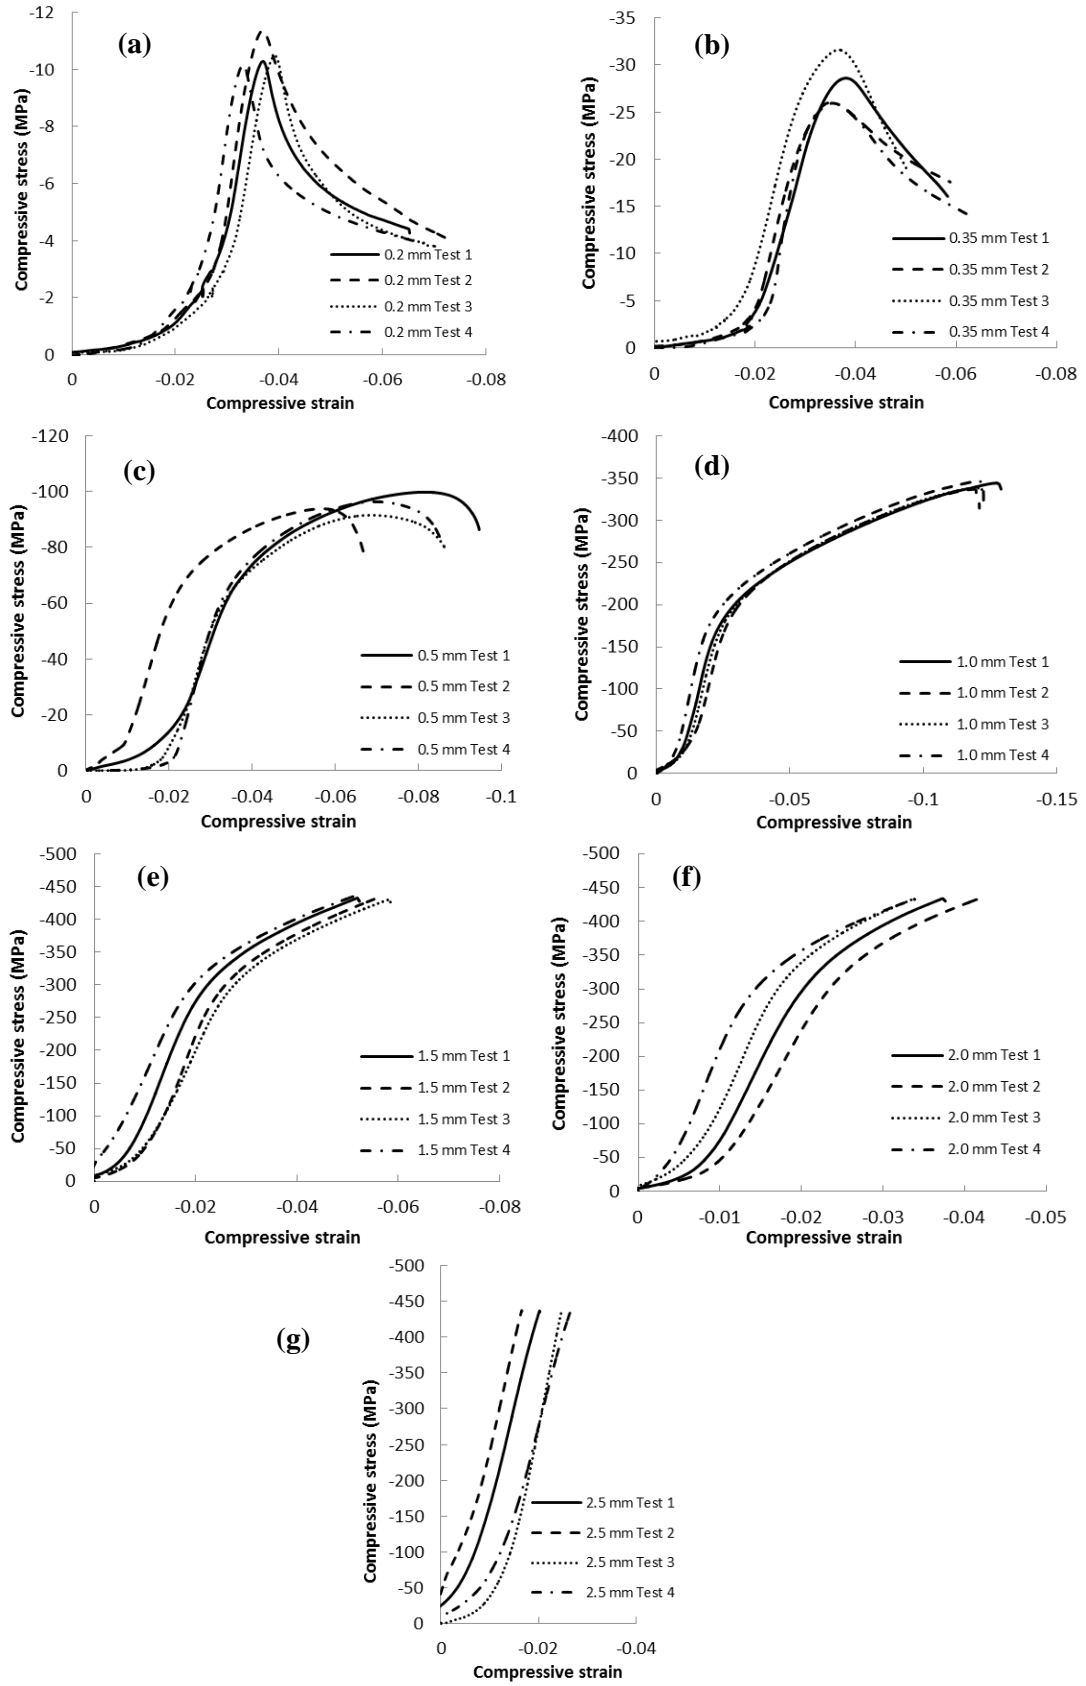 (a)
Compressive stress (MPa)
-12
-10
-8
-6
-4
-2
0
0 -0.02 -0.04 -0.06 -0.08
Compressive strain
0.2 mm Test 1
0.2 mm Test 2
0.2 mm Test 3
0.2 mm Test 4
(b)
Compressive stress (MPa)
-35
-30
-25
-20
-15
-10
-5
0
0 -0.02 -0.04 -0.06 -0.08
Compressive strain
0.35 mm Test 1
0.35 mm Test 2
0.35 mm Test 3
0.35 mm Test 4
(c)
Compressive stress (MPa)
-120
-100
-80
-60
-40
-20
0
0 -0.02 -0.04 -0.06 -0.08 -0.1
Compressive strain
0.5 mm Test 1
0.5 mm Test 2
0.5 mm Test 3
0.5 mm Test 4
(d)
Compressive stress (MPa)
-400
-350
-300
-250
-200
-150
-100
-50
0
0 -0.05 -0.1 -0.15
Compressive strain
1.0 mm Test 1
1.0 mm Test 2
1.0 mm Test 3
1.0 mm Test 4
(e)
Compressive stress (MPa)
-500
-450
-400
-350
-300
-250
-200
-150
-100
-50
0
0 -0.02 -0.04 -0.06 -0.08
Compressive strain
1.5 mm Test 1
1.5 mm Test 2
1.5 mm Test 3
1.5 mm Test 4
(f)
Compressive stress (MPa)
-500
-450
-400
-350
-300
-250
-200
-150
-100
-50
0
0 -0.01 -0.02 -0.03 -0.04 -0.05
Compressive strain
2.0 mm Test 1
2.0 mm Test 2
2.0 mm Test 3
2.0 mm Test 4
(g)
Compressive stress (MPa)
-500
-450
-400
-350
-300
-250
-200
-150
-100
-50
0
0 -0.02 -0.04
Compressive strain
2.5 mm Test 1
2.5 mm Test 2
2.5 mm Test 3
2.5 mm Test 4